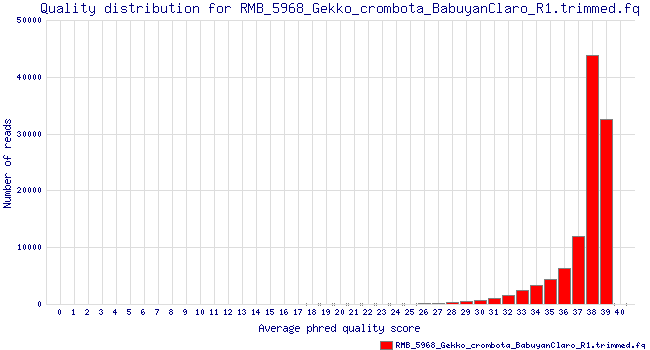 Quality distribution for RMB_5968_Gekko_crombota_BabuyanClaro_R1.trimmed.fq
50000
40000
30000
20000
10000
0
Number of reads
0 1 2 3 4 5 6 7 8 9 10 11 12 13 14 15 16 17 18 19 20 21 22 23 24 25 26 27 28 29 30 31 32 33 34 35 36 37 38 39 40
Average phred quality score
RMB_5968_Gekko_crombota_BabuyanClaro_R1.trimmed.fq